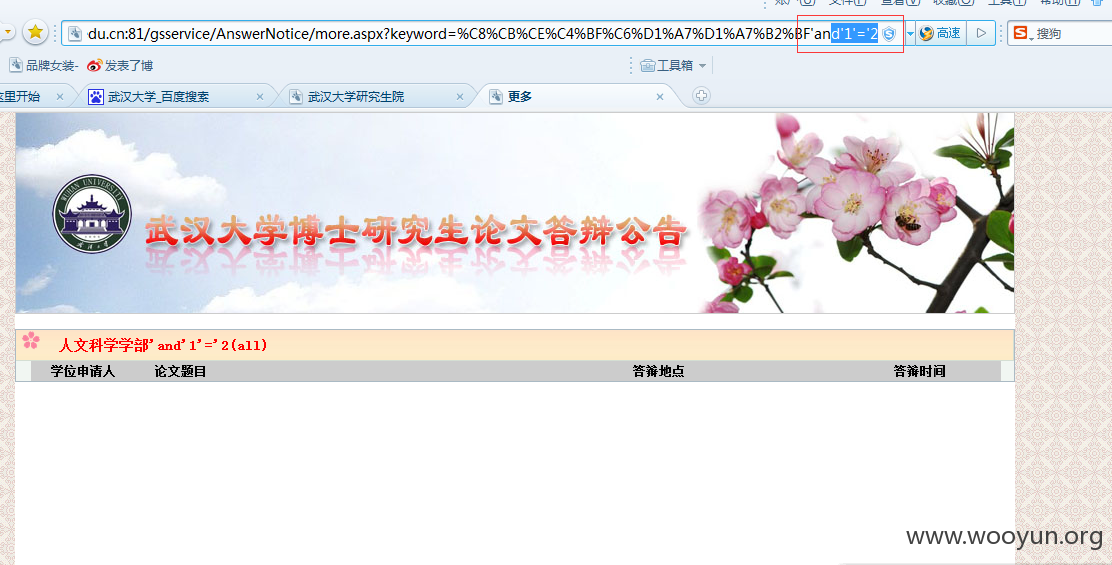 du.cn:81/gsservice/AnswerNotice/more.aspx?keyword=%C8%CB%CE%C4%BF%C6%D1%A7%D1%A7%B2%BF'and'1'='2
高速
搜狗
品牌女装-
发表了博
工具箱
这里开始
武汉大学_百度搜索
武汉大学研究生院
更多
WUHAN UNIVERSITY
武汉大学博士研究生论文答辩公告
人文科学学部'and'1'='2(all)
学位申请人 论文题目 答辩地点 答辩时间
www.wooyun.org